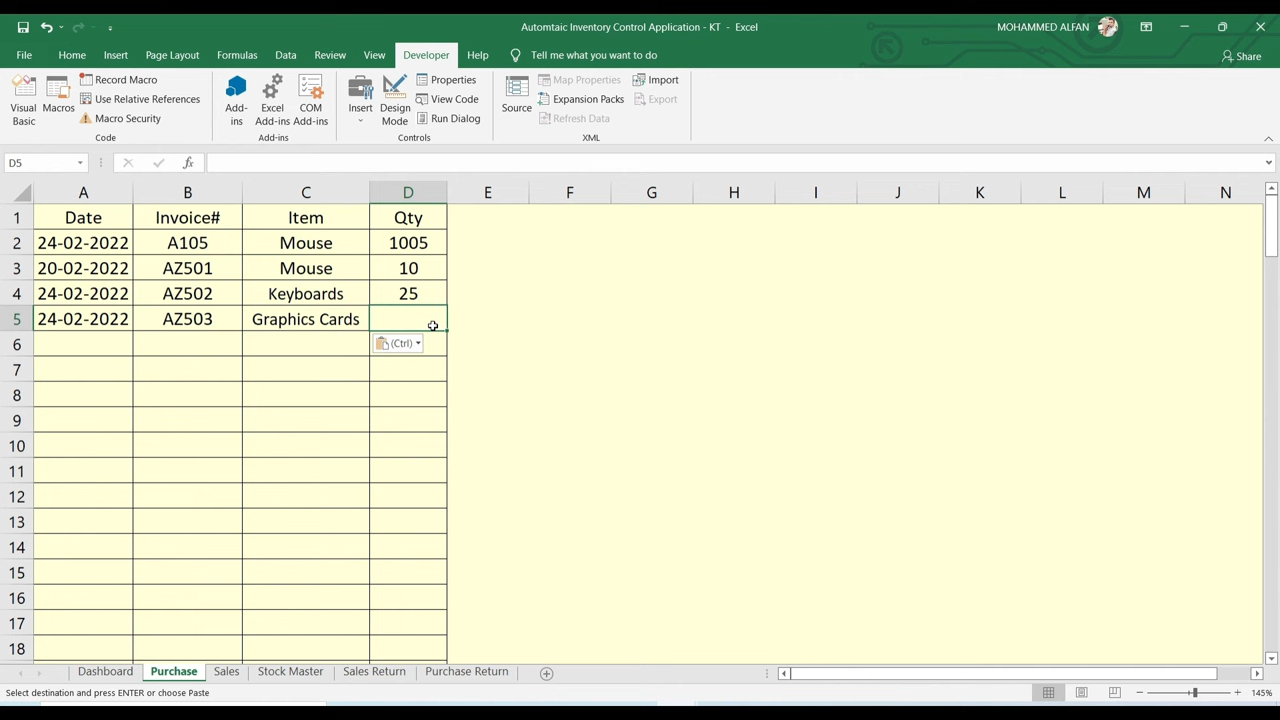 Automtaic Inventory Control Application - KT - Excel
MOHAMMED ALFAN
File Home Insert Page Layout Formulas Data Review View Developer Help Tell me what you want to do Share
Visual Basic
Macros
Record Macro
Use Relative References
Macro Security
Code
Add-ins
Excel Add-ins
COM Add-ins
Add-ins
Insert
Design Mode
Properties
View Code
Run Dialog
Controls
Source
Map Properties
Expansion Packs
Refresh Data
Import
Export
XML
D5 fx
A B C D E F G H I J K L M N
1 Date Invoice# Item Qty
2 24-02-2022 A105 Mouse 1005
3 20-02-2022 AZ501 Mouse 10
4 24-02-2022 AZ502 Keyboards 25
5 24-02-2022 AZ503 Graphics Cards
6 (Ctrl)
7
8
9
10
11
12
13
14
15
16
17
18
Dashboard Purchase Sales Stock Master Sales Return Purchase Return
Select destination and press ENTER or choose Paste 145%